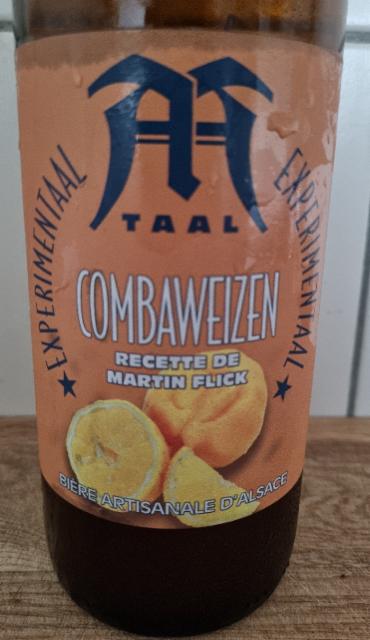 TAAL
EXPERIMENTAAL
EXPERIMENTAAL
COMBAWEIZEN
RECETTE DE
MARTIN FLICK
BIÈRE ARTISANALE D'ALSACE